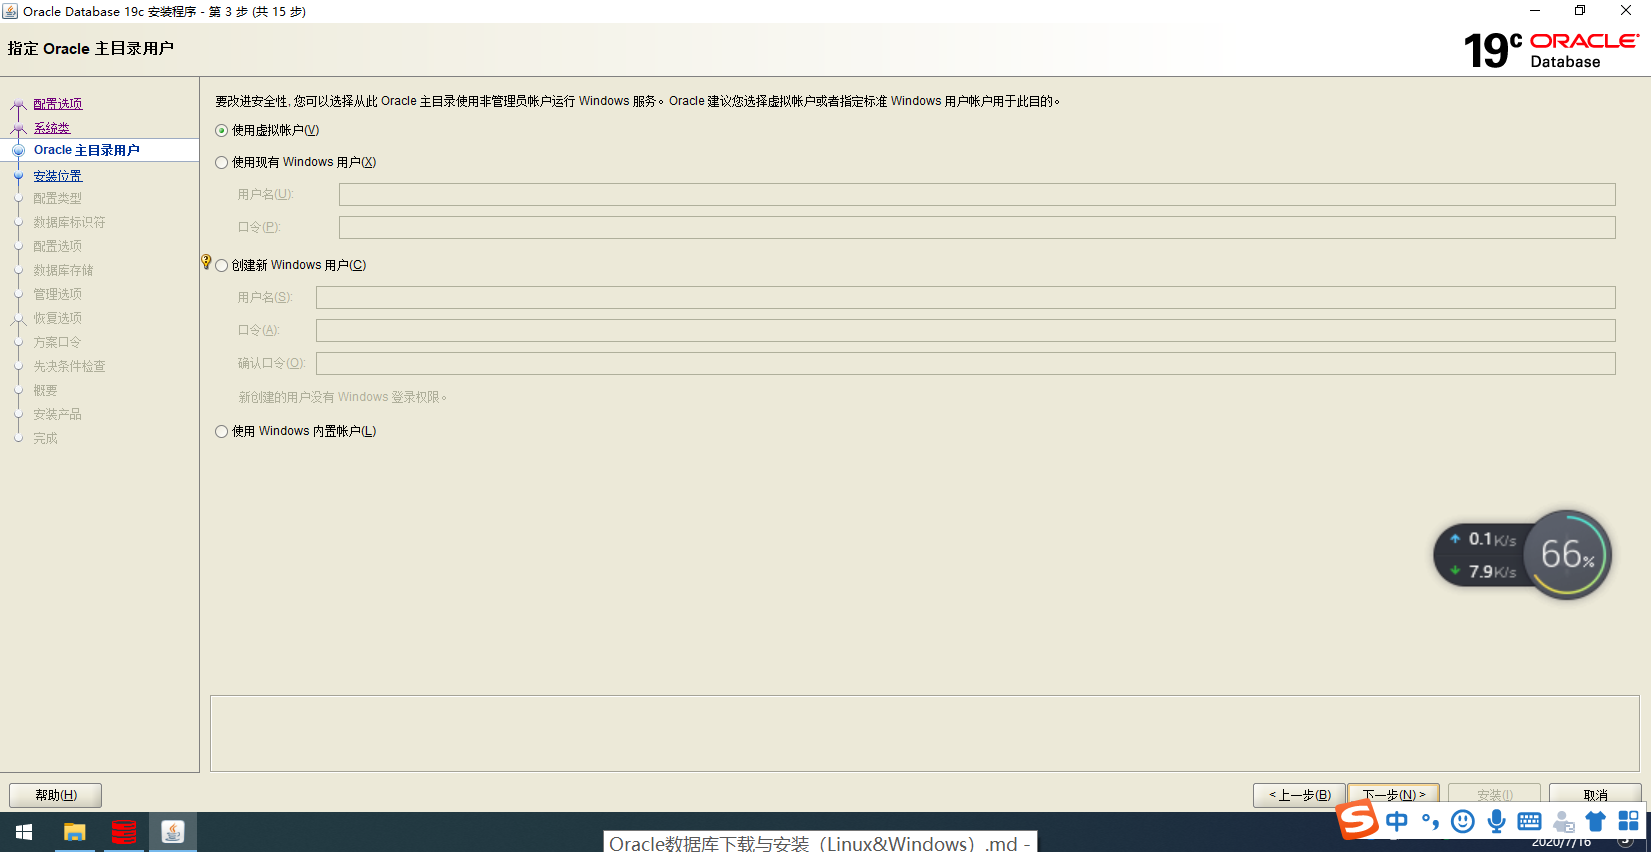 Oracle Database 19c 安装程序 - 第 3 步 (共 15 步)
指定 Oracle 主目录用户
19c ORACLE
Database
配置选项
系统类
Oracle 主目录用户
安装位置
配置类型
数据库标识符
配置选项
数据库存储
管理选项
恢复选项
方案口令
先决条件检查
概要
安装产品
完成
要改进安全性, 您可以选择从此 Oracle 主目录使用非管理员帐户运行 Windows 服务。Oracle 建议您选择虚拟帐户或者指定标准 Windows 用户帐户用于此目的。
使用虚拟帐户(V)
使用现有 Windows 用户(X)
用户名(U):
口令(P):
创建新 Windows 用户(C)
用户名(S):
口令(A):
确认口令(O):
新创建的用户没有 Windows 登录权限。
使用 Windows 内置帐户(L)
0.1K/s
7.9K/s
66%
帮助(H)
< 上一步(B)
下一步(N) >
安装(I)
取消
S 中
Oracle数据库下载与安装（Linux&Windows）.md -
2020/7/16